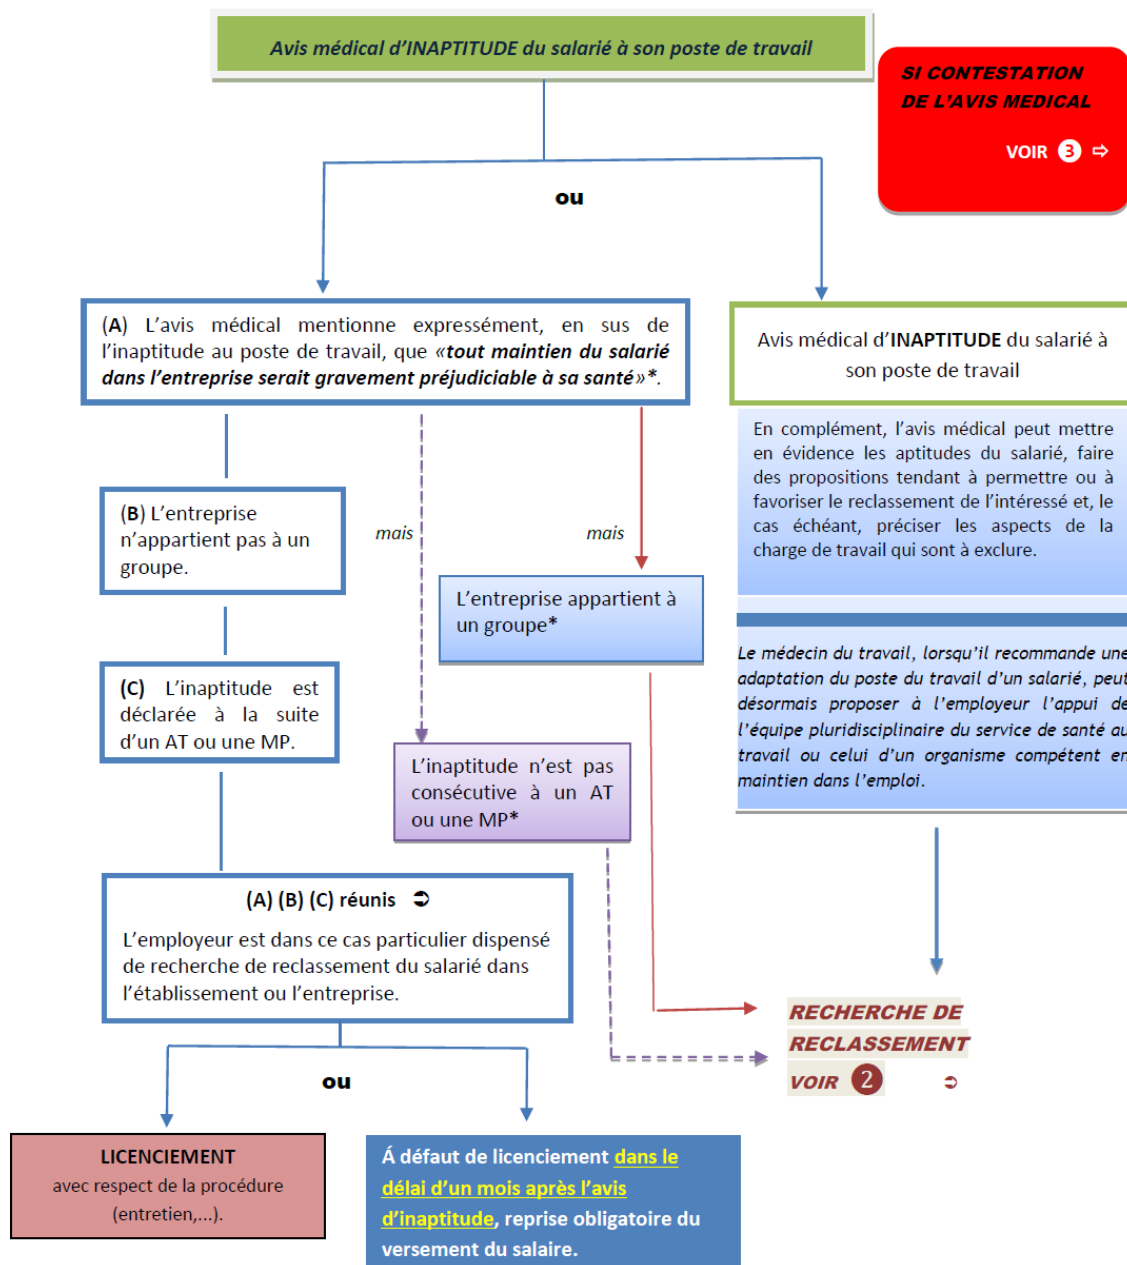 Avis médical d’INAPTITUDE du salarié à son poste de travail
SI CONTESTATION
DE L’AVIS MEDICAL
VOIR ❸ ⇨
ou
(A) L’avis médical mentionne expressément, en sus de
l’inaptitude au poste de travail, que «tout maintien du salarié
dans l’entreprise serait gravement préjudiciable à sa santé»*.
Avis médical d’INAPTITUDE du salarié à
son poste de travail
En complément, l’avis médical peut mettre
en évidence les aptitudes du salarié, faire
des propositions tendant à permettre ou à
favoriser le reclassement de l’intéressé et, le
cas échéant, préciser les aspects de la
charge de travail qui sont à exclure.
(B) L’entreprise
n’appartient pas à un
groupe.
mais
mais
L’entreprise appartient à
un groupe*
Le médecin du travail, lorsqu’il recommande une
adaptation du poste du travail d’un salarié, peut
désormais proposer à l’employeur l’appui de
l’équipe pluridisciplinaire du service de santé au
travail ou celui d’un organisme compétent en
maintien dans l’emploi.
(C) L’inaptitude est
déclarée à la suite
d’un AT ou une MP.
L’inaptitude n’est pas
consécutive à un AT
ou une MP*
(A) (B) (C) réunis ➲
L’employeur est dans ce cas particulier dispensé
de recherche de reclassement du salarié dans
l’établissement ou l’entreprise.
RECHERCHE DE
RECLASSEMENT
VOIR ❷ ➲
ou
LICENCIEMENT
avec respect de la procédure
(entretien,...).
Á défaut de licenciement dans le
délai d’un mois après l’avis
d’inaptitude, reprise obligatoire du
versement du salaire.